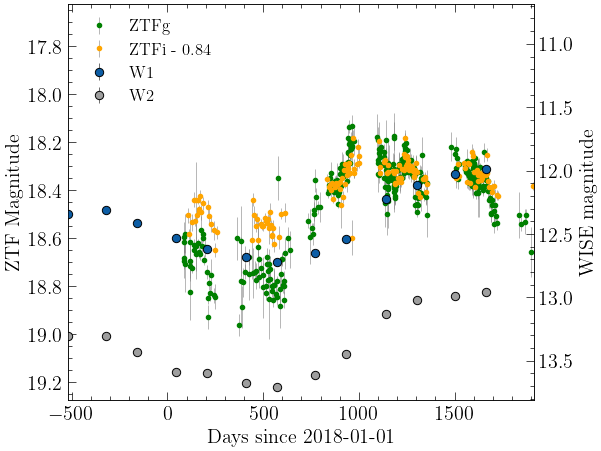 ZTFg
ZTFi - 0.84
W1
W2
ZTF Magnitude
17.8
18.0
18.2
18.4
18.6
18.8
19.0
19.2
WISE magnitude
11.0
11.5
12.0
12.5
13.0
13.5
−500
0
500
1000
1500
Days since 2018-01-01